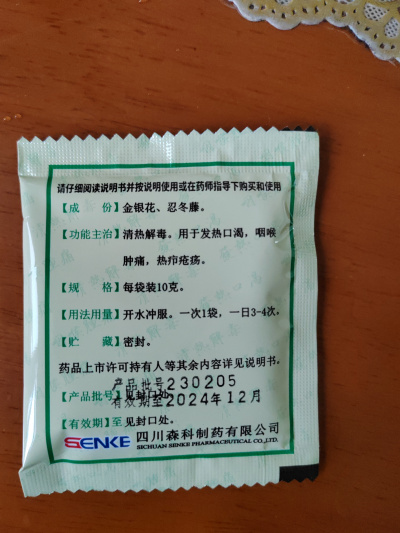 请仔细阅读说明书并按说明使用或在药师指导下购买和使用
【成 份】金银花、忍冬藤。
【功能主治】清热解毒。用于发热口渴，咽喉
肿痛，热疖疮疡。
【规 格】每袋装10克。
【用法用量】开水冲服。一次1袋，一日3-4次。
【贮 藏】密封。
药品上市许可持有人等其余内容详见说明书。
产品批号230205
【产品批号】见封口处。
有效期至2024年12月
【有效期】至见封口处。
SENKE 四川森科制药有限公司
SICHUAN SENKE PHARMACEUTICAL CO.,LTD.